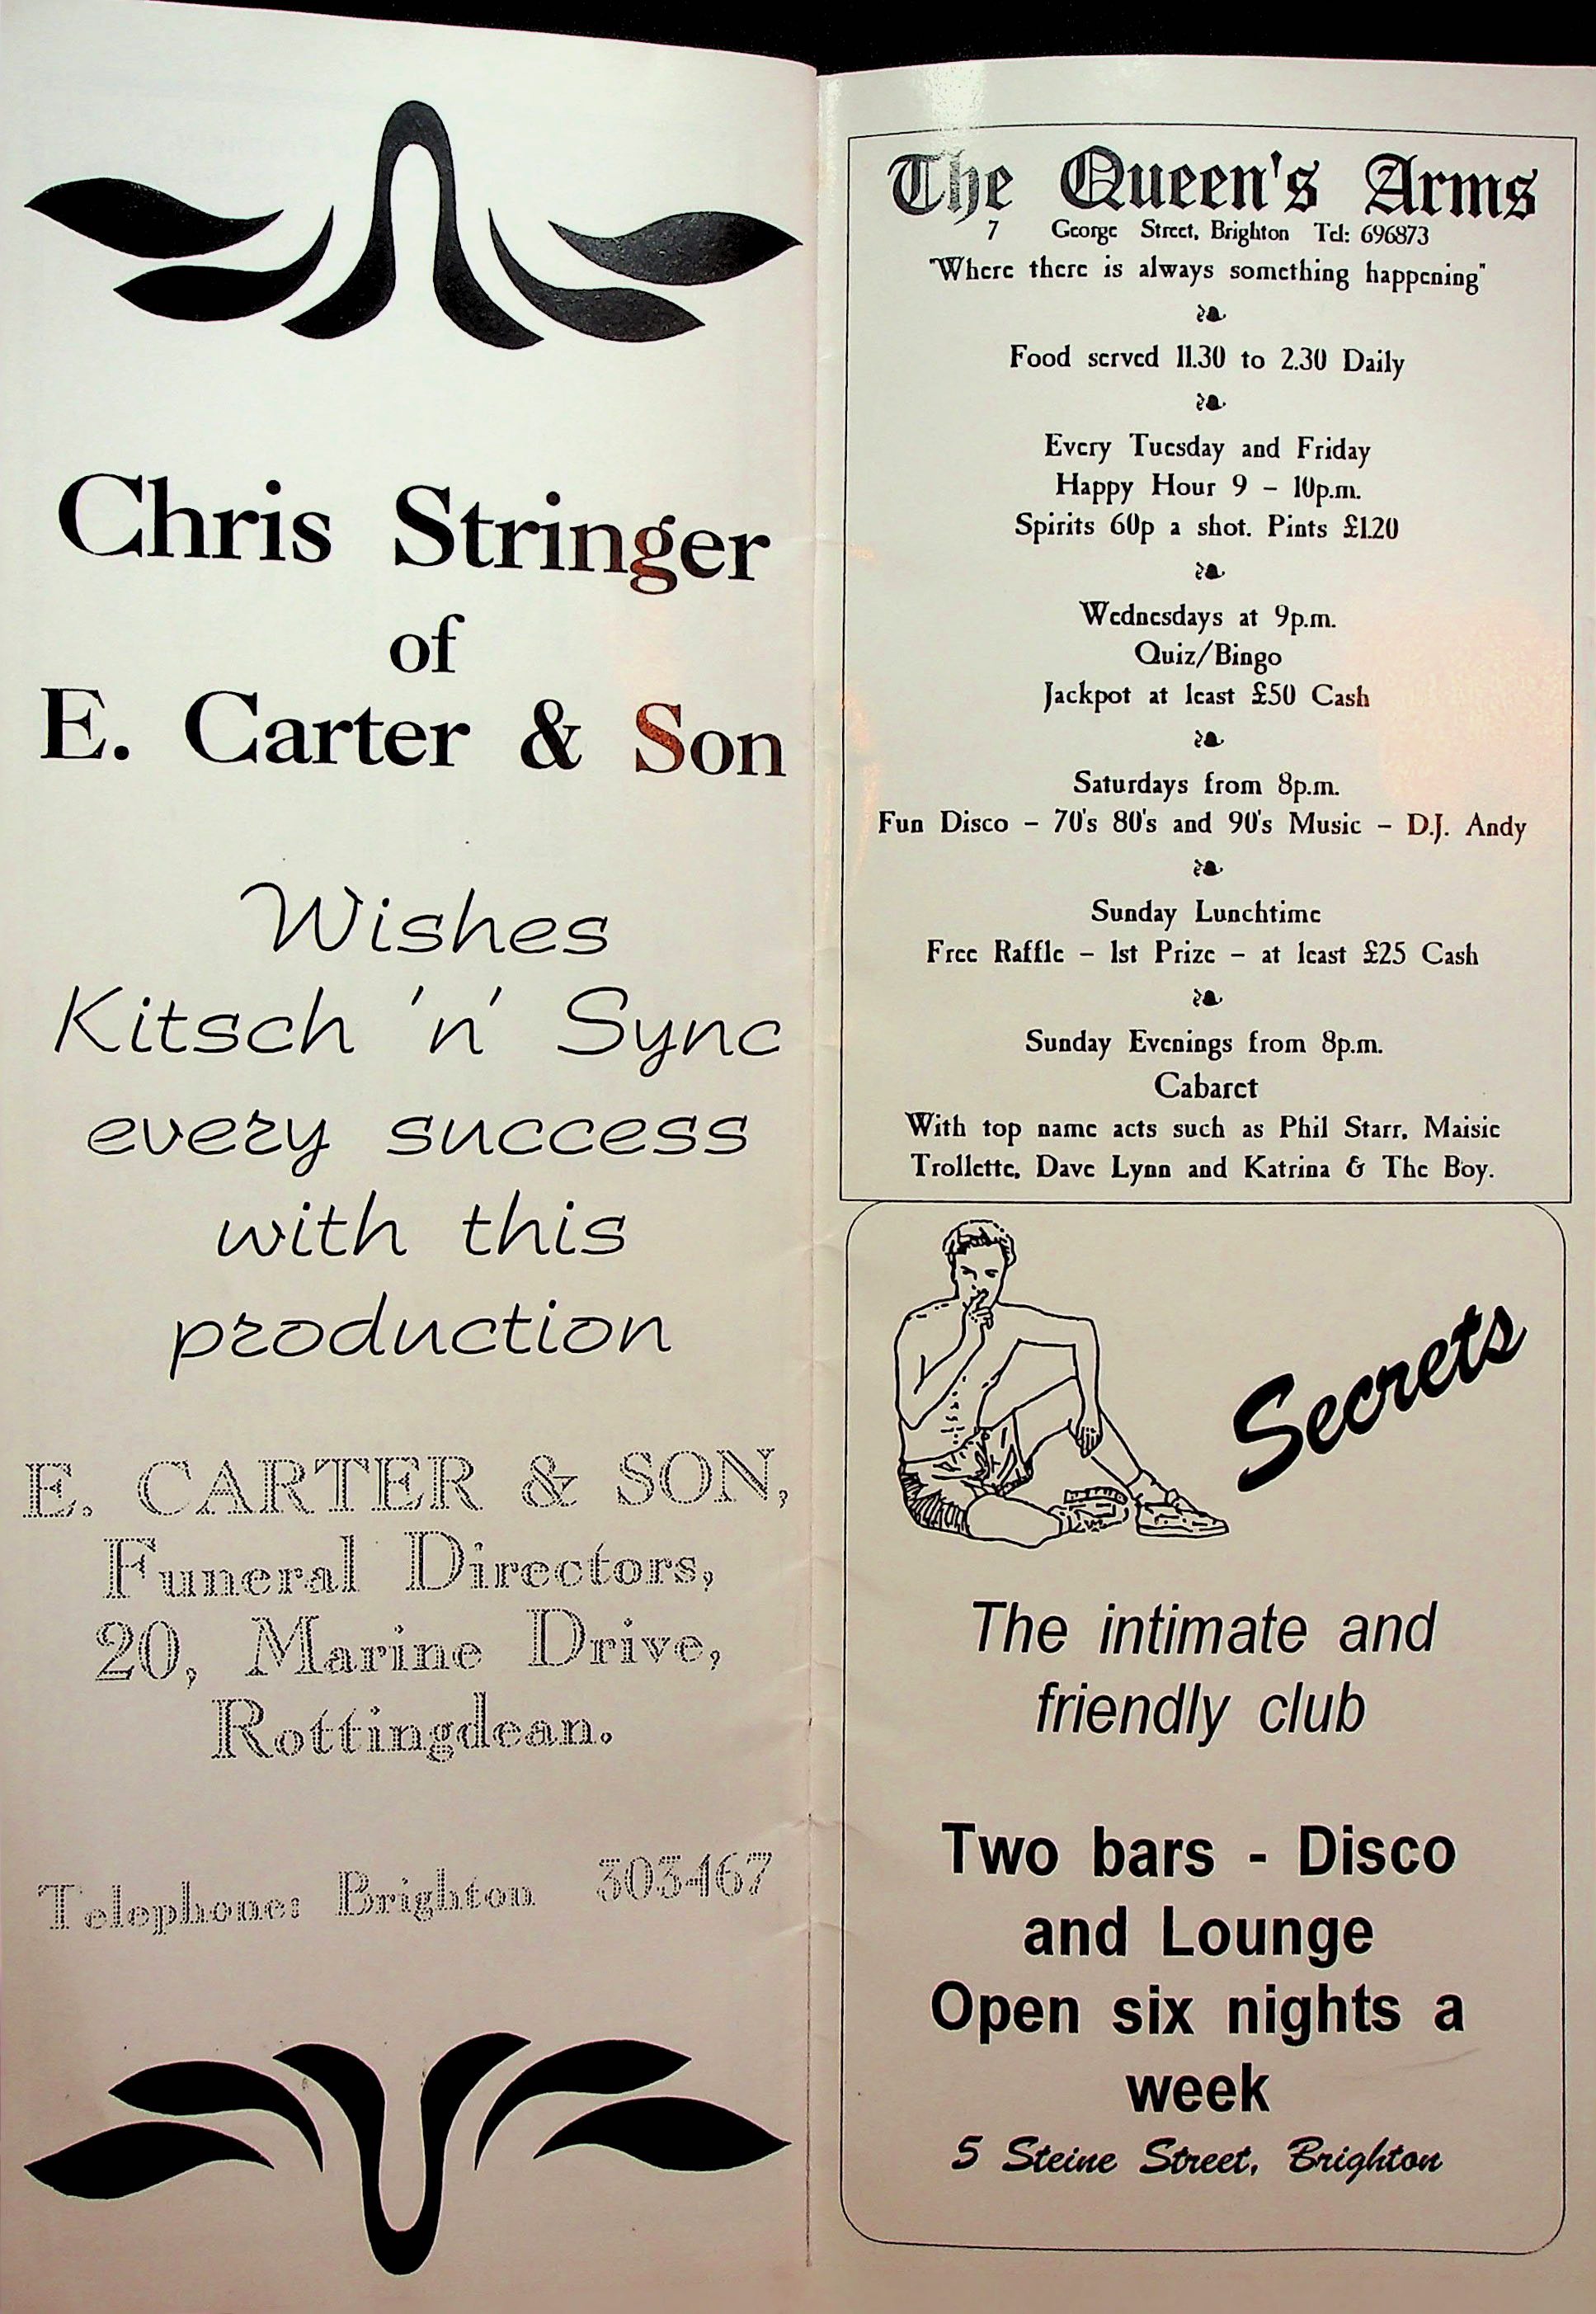 Chris Stringer
of
E. Carter & Son
Wishes
Kitsch 'n' Sync
every success
with this
production
E. CARTER & SON,
Funeral Directors,
20, Marine Drive,
Rottingdean.
Telephone: Brighton 303467
The Queen's Arms
7 George Street, Brighton Tel: 696873
"Where there is always something happening"
Food served 11.30 to 2.30 Daily
Every Tuesday and Friday
Happy Hour 9 - 10p.m.
Spirits 60p a shot. Pints £1.20
Wednesdays at 9p.m.
Quiz/Bingo
Jackpot at least £50 Cash
Saturdays from 8p.m.
Fun Disco - 70's 80's and 90's Music - D.J. Andy
Sunday Lunchtime
Free Raffle - 1st Prize - at least £25 Cash
Sunday Evenings from 8p.m.
Cabaret
With top name acts such as Phil Starr, Maisie
Trollette, Dave Lynn and Katrina & The Boy.
Secrets
The intimate and
friendly club
Two bars - Disco
and Lounge
Open six nights a
week
5 Steine Street, Brighton